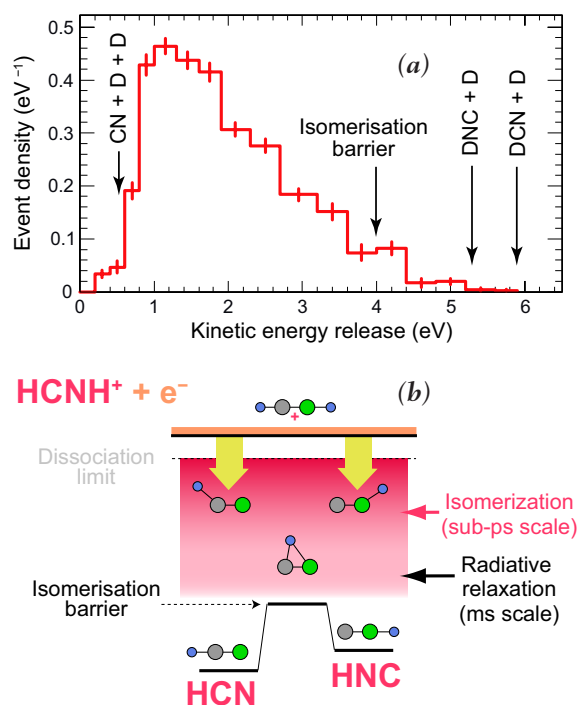 (a)
CN + D + D
Isomerisation
barrier
DNC + D
DCN + D
Event density (eV⁻¹)
0.5
0.4
0.3
0.2
0.1
0
0 1 2 3 4 5 6
Kinetic energy release (eV)
HCNH⁺ + e⁻
(b)
+
Dissociation
limit
Isomerization
(sub-ps scale)
Radiative
relaxation
(ms scale)
Isomerisation
barrier
HCN
HNC